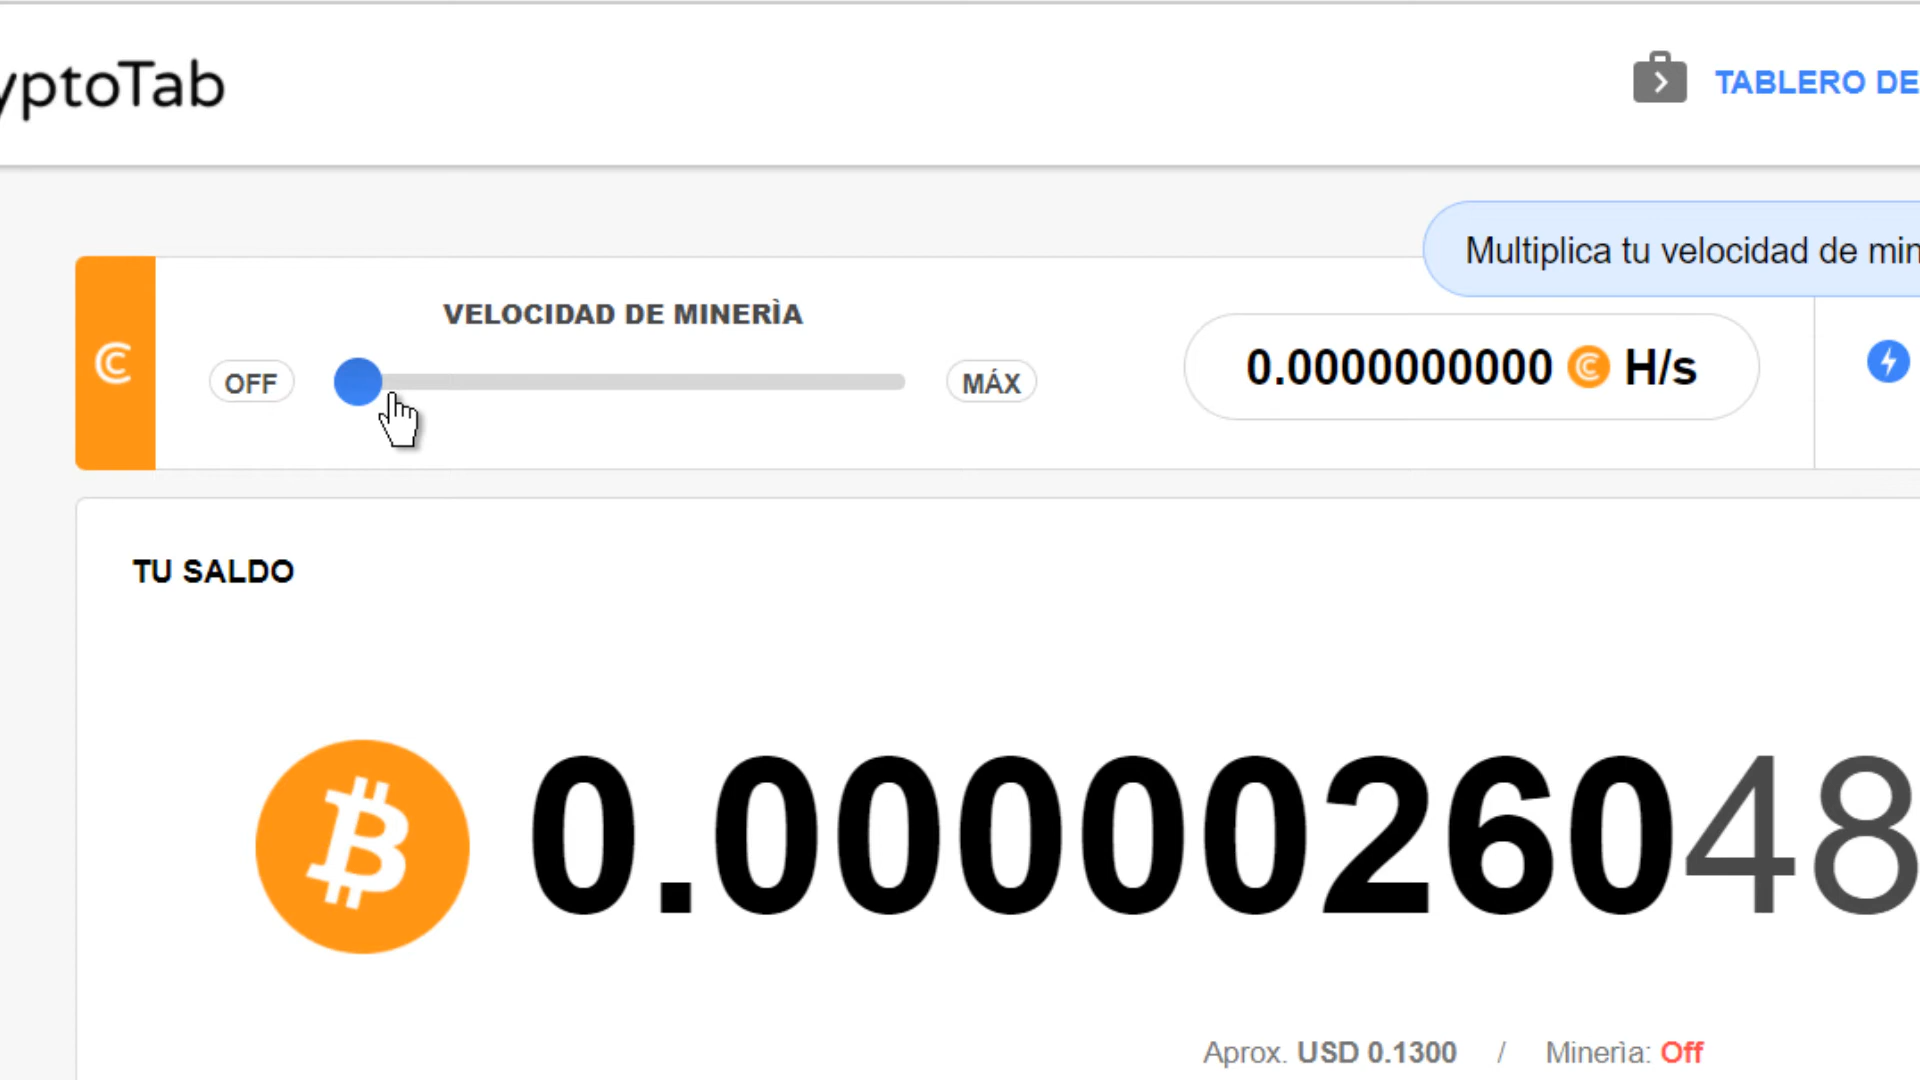 yptoTab
TABLERO DE
Multiplica tu velocidad de min
VELOCIDAD DE MINERÌA
OFF
MÁX
0.0000000000 H/s
TU SALDO
0.0000026048
Aprox. USD 0.1300 / Minerìa: Off